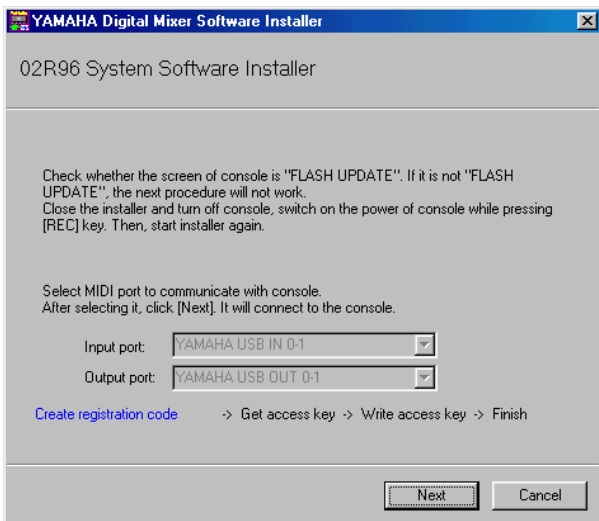 YAMAHA Digital Mixer Software Installer
02R96 System Software Installer
Check whether the screen of console is "FLASH UPDATE". If it is not "FLASH
UPDATE", the next procedure will not work.
Close the installer and turn off console, switch on the power of console while pressing
[REC] key. Then, start installer again.
Select MIDI port to communicate with console.
After selecting it, click [Next]. It will connect to the console.
Input port: YAMAHA USB IN 0-1
Output port: YAMAHA USB OUT 0-1
Create registration code -> Get access key -> Write access key -> Finish
Next Cancel